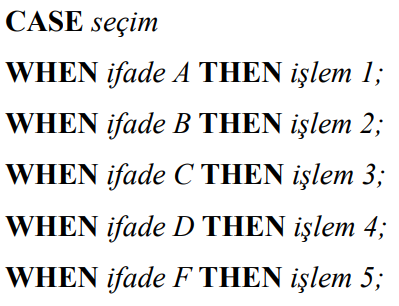 CASE seçim
WHEN ifade A THEN işlem 1;
WHEN ifade B THEN işlem 2;
WHEN ifade C THEN işlem 3;
WHEN ifade D THEN işlem 4;
WHEN ifade F THEN işlem 5;